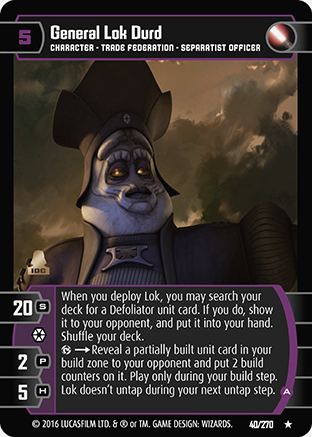 5
General Lok Durd
CHARACTER - TRADE FEDERATION - SEPARATIST OFFICER
IDC
20 S
2 P
5 H
When you deploy Lok, you may search your
deck for a Defoliator unit card. If you do, show
it to your opponent, and put it into your hand.
Shuffle your deck.
→Reveal a partially built unit card in your
build zone to your opponent and put 2 build
counters on it. Play only during your build step.
Lok doesn't untap during your next untap step.
A
© 2016 LUCASFILM LTD. & ® or TM. GAME DESIGN: WIZARDS.
40/270 ★